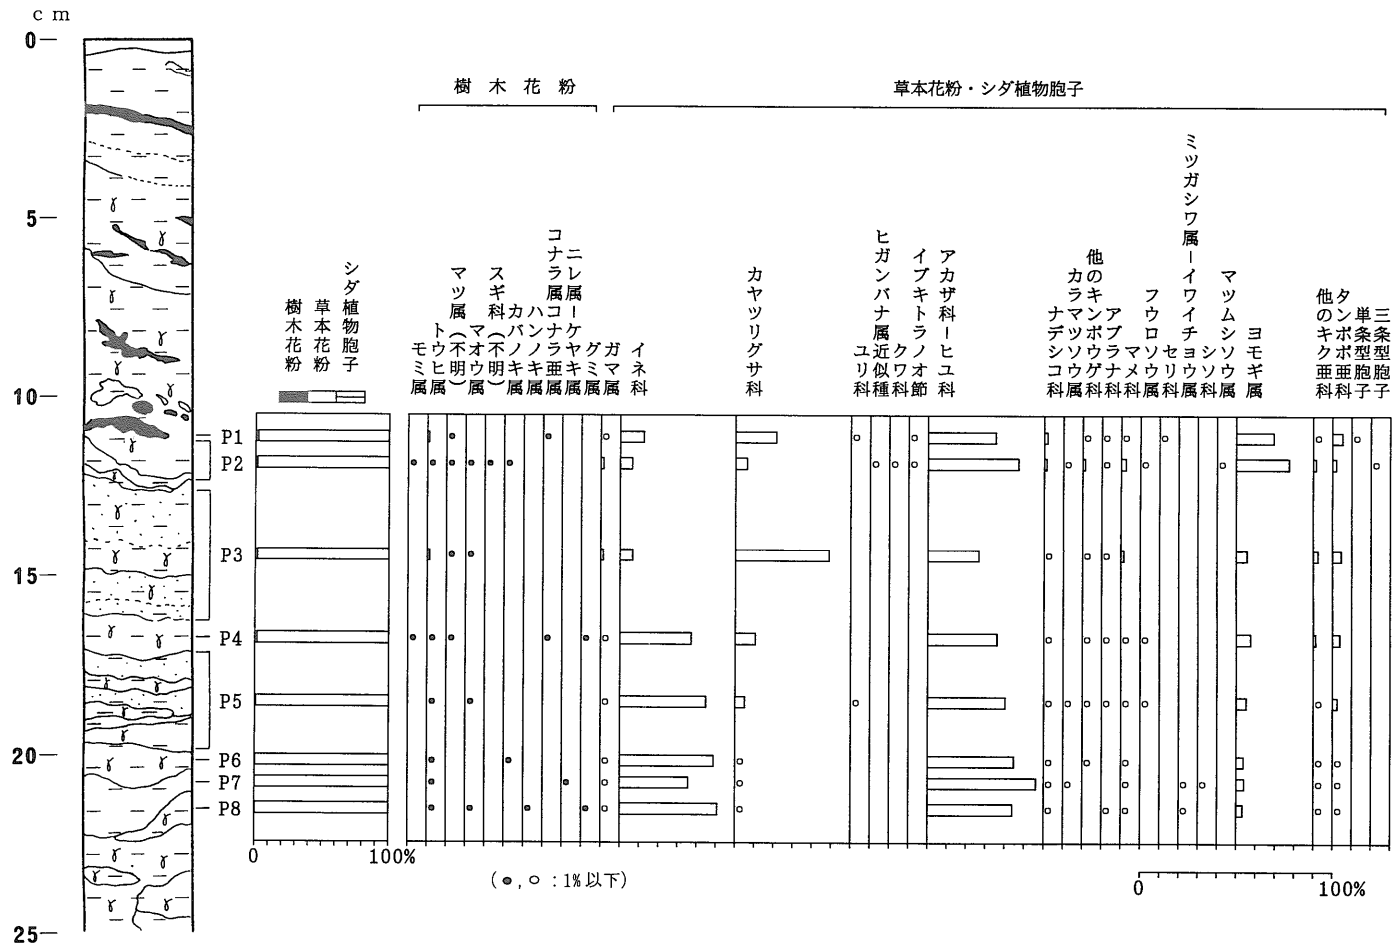 cm
0
5
10
15
20
25
樹木花粉
草本花粉・シダ植物胞子
樹木花粉
草本花粉
シダ植物胞子
モミ属
トウヒ属
マツ属(不明)
マオウ属
スギ科(不明)
カバノキ属
ハンノキ属
コナラ属コナラ亜属
ニレ属ーケヤキ属
グミ属
ガマ属
イネ科
カヤツリグサ科
ユリ科
ヒガンバナ属近似種
クワ科
イブキトラノオ節
アカザ科ーヒユ科
ナデシコ科
カラマツソウ属
他のキンポウゲ科
アブラナ科
マメ科
フウロソウ属
セリ科
ミツガシワ属ーイワイチョウ属
シソ科
マツムシソウ属
ヨモギ属
他のキク亜科
タンポポ亜科
単条型胞子
三条型胞子
P1
P2
P3
P4
P5
P6
P7
P8
0 100%
(●,○:1%以下)
0 100%